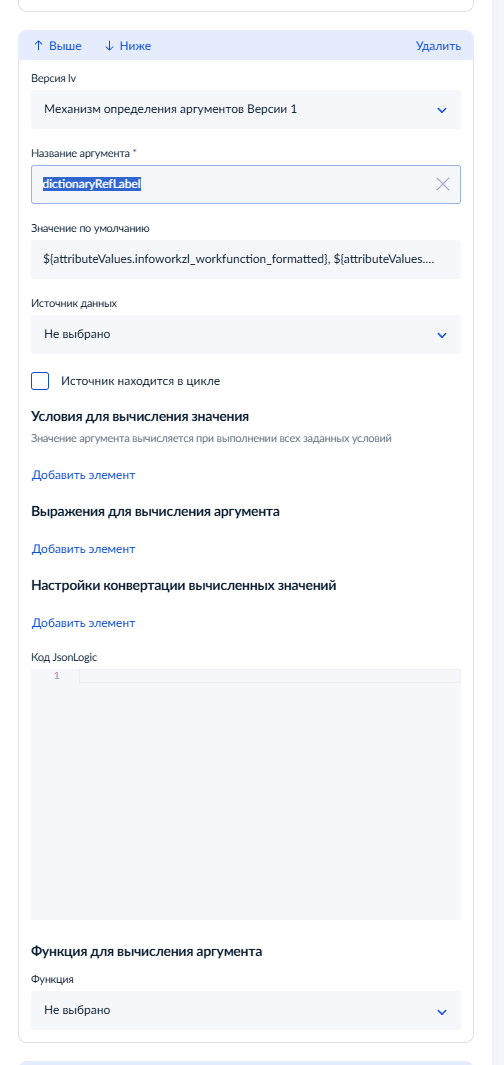 ↑ Выше ↓ Ниже Удалить
Версия lv
Механизм определения аргументов Версии 1
Название аргумента *
dictionaryRefLabel
Значение по умолчанию
${attributeValues.infoworkzl_workfunction_formatted}, ${attributeValues....
Источник данных
Не выбрано
Источник находится в цикле
Условия для вычисления значения
Значение аргумента вычисляется при выполнении всех заданных условий
Добавить элемент
Выражения для вычисления аргумента
Добавить элемент
Настройки конвертации вычисленных значений
Добавить элемент
Код JsonLogic
1
Функция для вычисления аргумента
Функция
Не выбрано